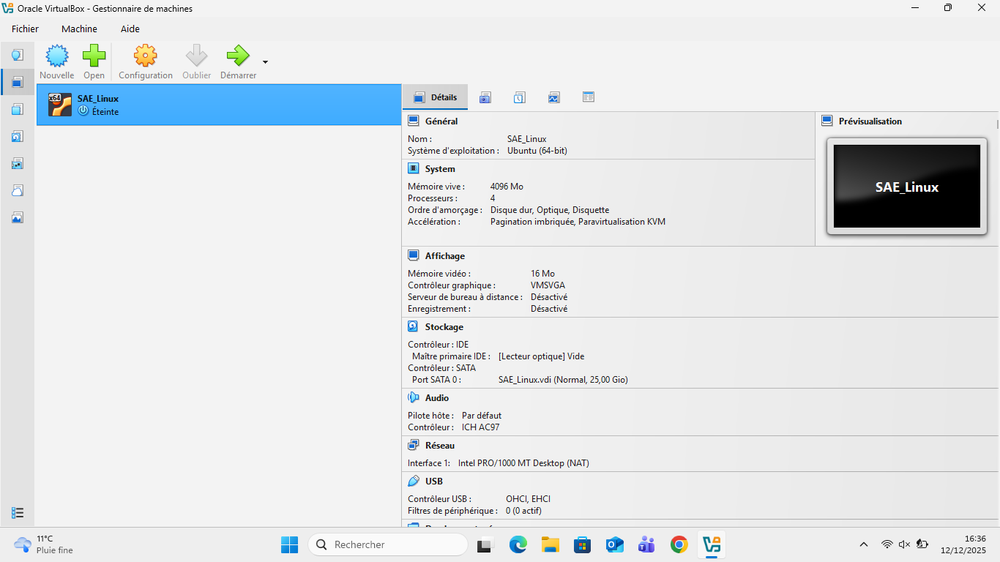 Oracle VirtualBox - Gestionnaire de machines
Fichier Machine Aide
Nouvelle Open Configuration Oublier Démarrer
x64 SAE_Linux
Éteinte
Détails
Général
Nom : SAE_Linux
Système d'exploitation : Ubuntu (64-bit)
System
Mémoire vive : 4096 Mo
Processeurs : 4
Ordre d'amorçage : Disque dur, Optique, Disquette
Accélération : Pagination imbriquée, Paravirtualisation KVM
Prévisualisation
SAE_Linux
Affichage
Mémoire vidéo : 16 Mo
Contrôleur graphique : VMSVGA
Serveur de bureau à distance : Désactivé
Enregistrement : Désactivé
Stockage
Contrôleur : IDE
Maître primaire IDE : [Lecteur optique] Vide
Contrôleur : SATA
Port SATA 0 : SAE_Linux.vdi (Normal, 25,00 Gio)
Audio
Pilote hôte : Par défaut
Contrôleur : ICH AC97
Réseau
Interface 1: Intel PRO/1000 MT Desktop (NAT)
USB
Contrôleur USB : OHCI, EHCI
Filtres de périphérique : 0 (0 actif)
11°C
Pluie fine
Rechercher
16:36
12/12/2025